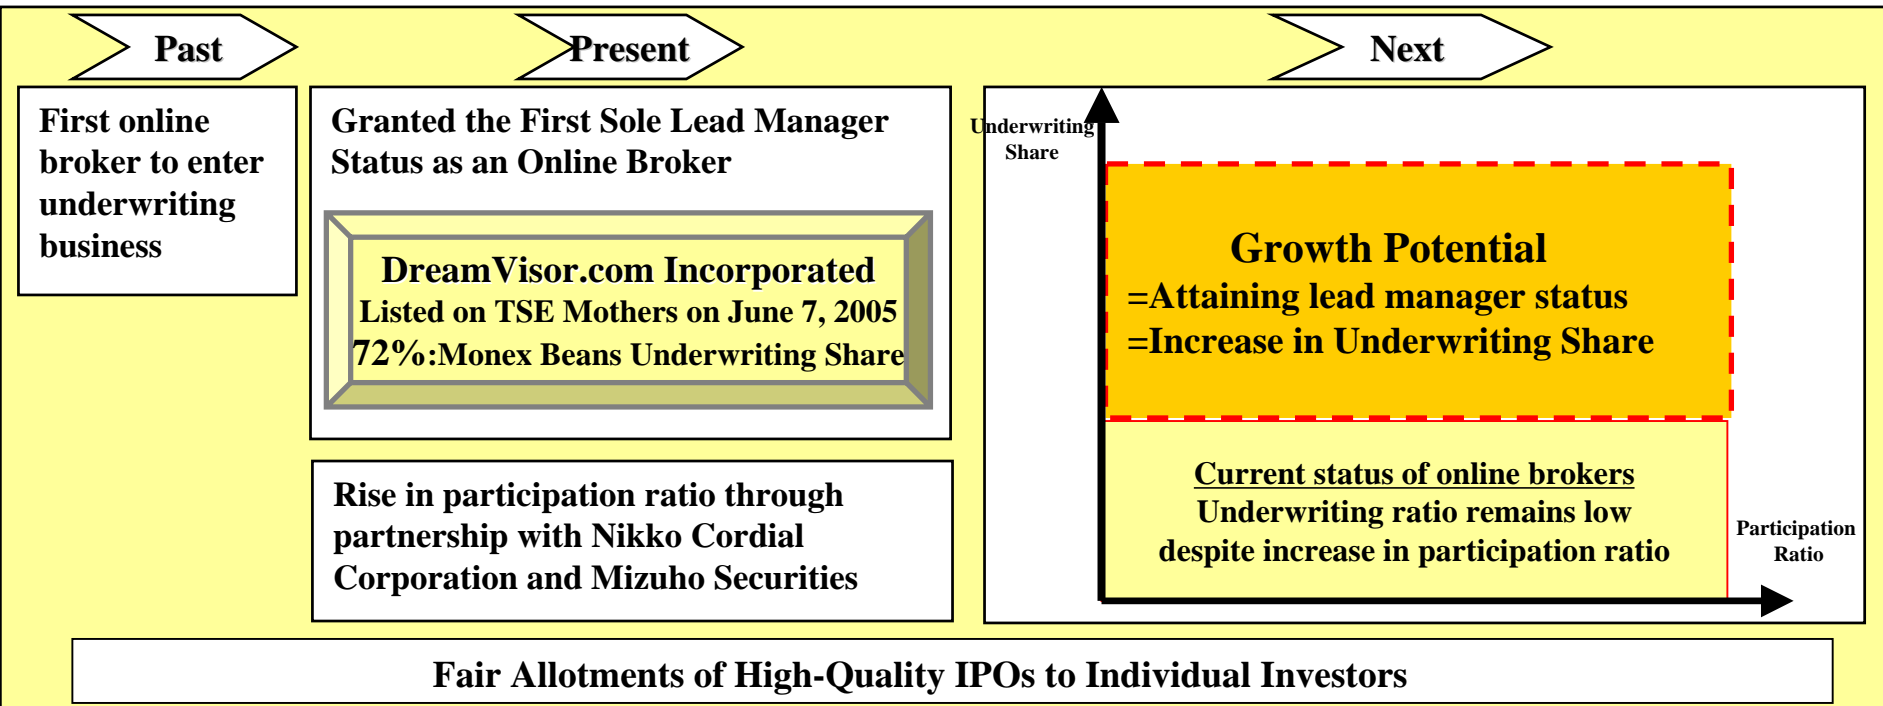 Past
Present
Next
First online
broker to enter
underwriting
business
Granted the First Sole Lead Manager
Status as an Online Broker
DreamVisor.com Incorporated
Listed on TSE Mothers on June 7, 2005
72%:Monex Beans Underwriting Share
Rise in participation ratio through
partnership with Nikko Cordial
Corporation and Mizuho Securities
Underwriting
Share
Growth Potential
=Attaining lead manager status
=Increase in Underwriting Share
Current status of online brokers
Underwriting ratio remains low
despite increase in participation ratio
Participation
Ratio
Fair Allotments of High-Quality IPOs to Individual Investors